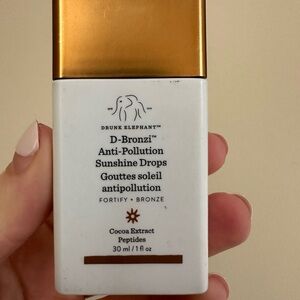 DRUNK ELEPHANT™
D-Bronzi™
Anti-Pollution
Sunshine Drops
Gouttes soleil
antipollution
FORTIFY + BRONZE
Cocoa Extract
Peptides
30 ml / 1 fl oz